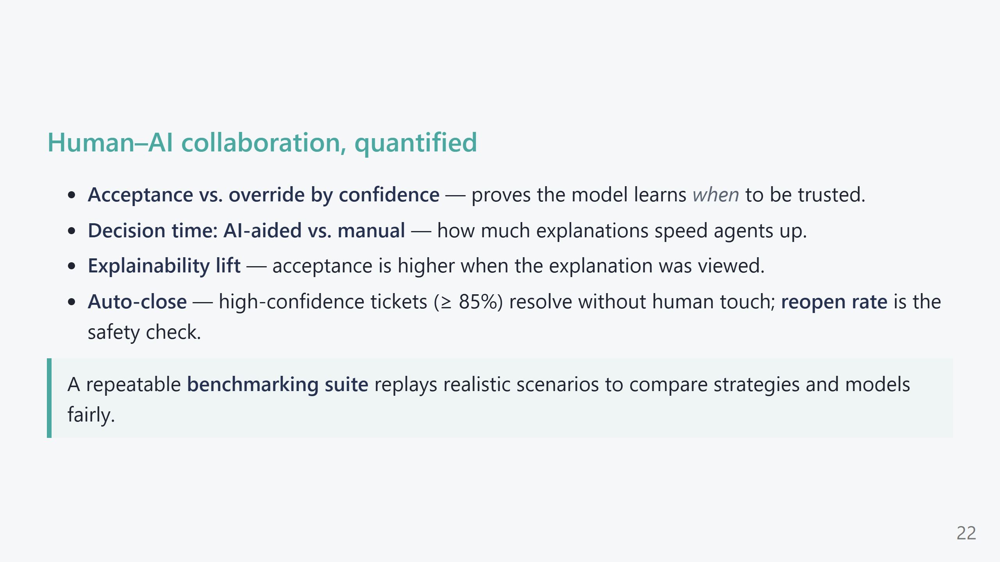 Human–AI collaboration, quantified
• Acceptance vs. override by confidence — proves the model learns when to be trusted.
• Decision time: AI-aided vs. manual — how much explanations speed agents up.
• Explainability lift — acceptance is higher when the explanation was viewed.
• Auto-close — high-confidence tickets (≥ 85%) resolve without human touch; reopen rate is the
safety check.
A repeatable benchmarking suite replays realistic scenarios to compare strategies and models
fairly.
22